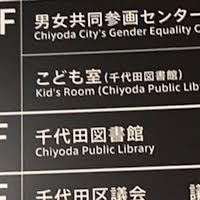 F 男女共同参画センター
Chiyoda City's Gender Equality C
こども室(千代田図書館)
Kid's Room (Chiyoda Public Lib
F 千代田図書館
Chiyoda Public Library
F 千代田区議会